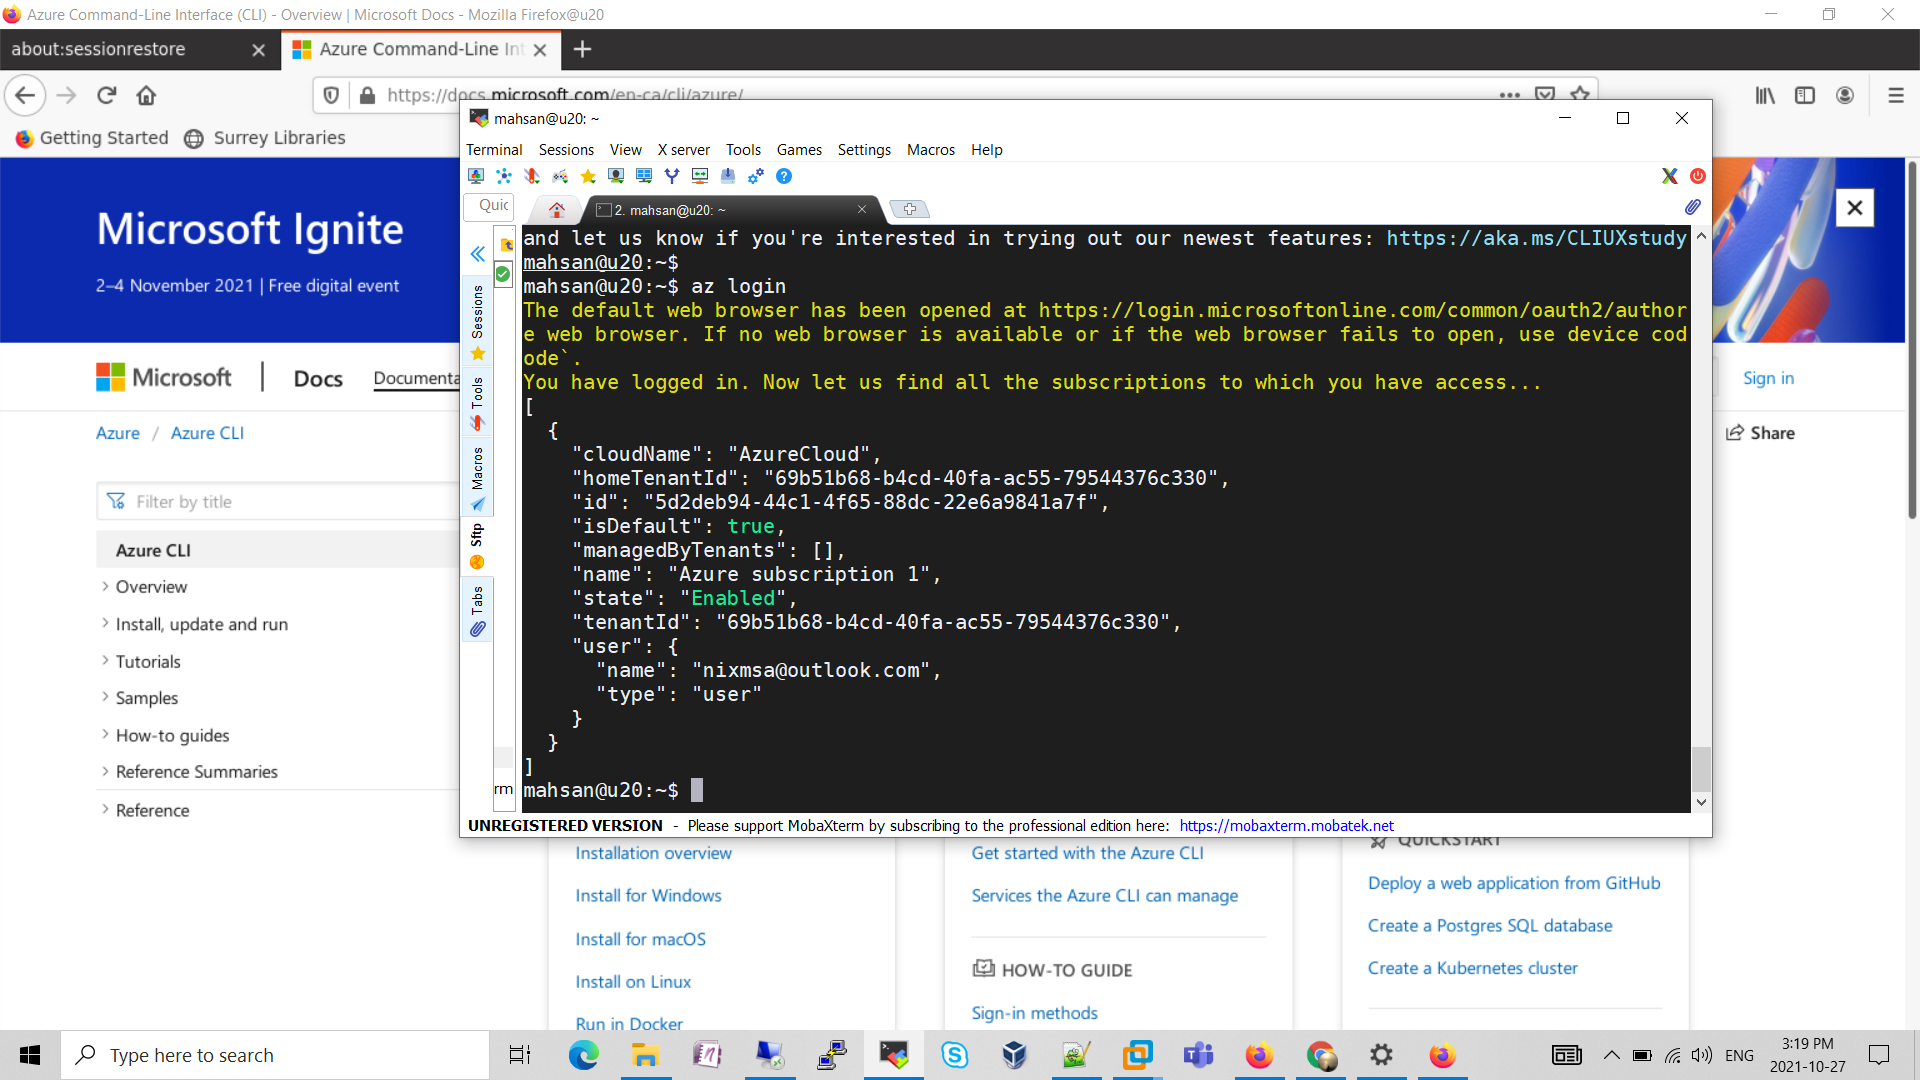 Azure Command-Line Interface (CLI) - Overview | Microsoft Docs - Mozilla Firefox@u20
about:sessionrestore
Azure Command-Line Int
https://docs.microsoft.com/en-ca/cli/azure/
Getting Started
Surrey Libraries
Microsoft Ignite
2–4 November 2021 | Free digital event
Microsoft
Docs
Documenta
Sign in
Azure / Azure CLI
Share
Filter by title
Azure CLI
Overview
Install, update and run
Tutorials
Samples
How-to guides
Reference Summaries
Reference
mahsan@u20: ~
Terminal Sessions View X server Tools Games Settings Macros Help
Quic
2. mahsan@u20: ~
Sessions
Tools
Macros
Sftp
Tabs
rm
and let us know if you're interested in trying out our newest features: https://aka.ms/CLIUXstudy
mahsan@u20:~$
mahsan@u20:~$ az login
The default web browser has been opened at https://login.microsoftonline.com/common/oauth2/author
e web browser. If no web browser is available or if the web browser fails to open, use device cod
ode`.
You have logged in. Now let us find all the subscriptions to which you have access...
[
{
"cloudName": "AzureCloud",
"homeTenantId": "69b51b68-b4cd-40fa-ac55-79544376c330",
"id": "5d2deb94-44c1-4f65-88dc-22e6a9841a7f",
"isDefault": true,
"managedByTenants": [],
"name": "Azure subscription 1",
"state": "Enabled",
"tenantId": "69b51b68-b4cd-40fa-ac55-79544376c330",
"user": {
"name": "nixmsa@outlook.com",
"type": "user"
}
}
]
mahsan@u20:~$
UNREGISTERED VERSION - Please support MobaXterm by subscribing to the professional edition here: https://mobaxterm.mobatek.net
Installation overview
Install for Windows
Install for macOS
Install on Linux
Run in Docker
Get started with the Azure CLI
Services the Azure CLI can manage
HOW-TO GUIDE
Sign-in methods
QUICKSTART
Deploy a web application from GitHub
Create a Postgres SQL database
Create a Kubernetes cluster
Type here to search
ENG
3:19 PM
2021-10-27